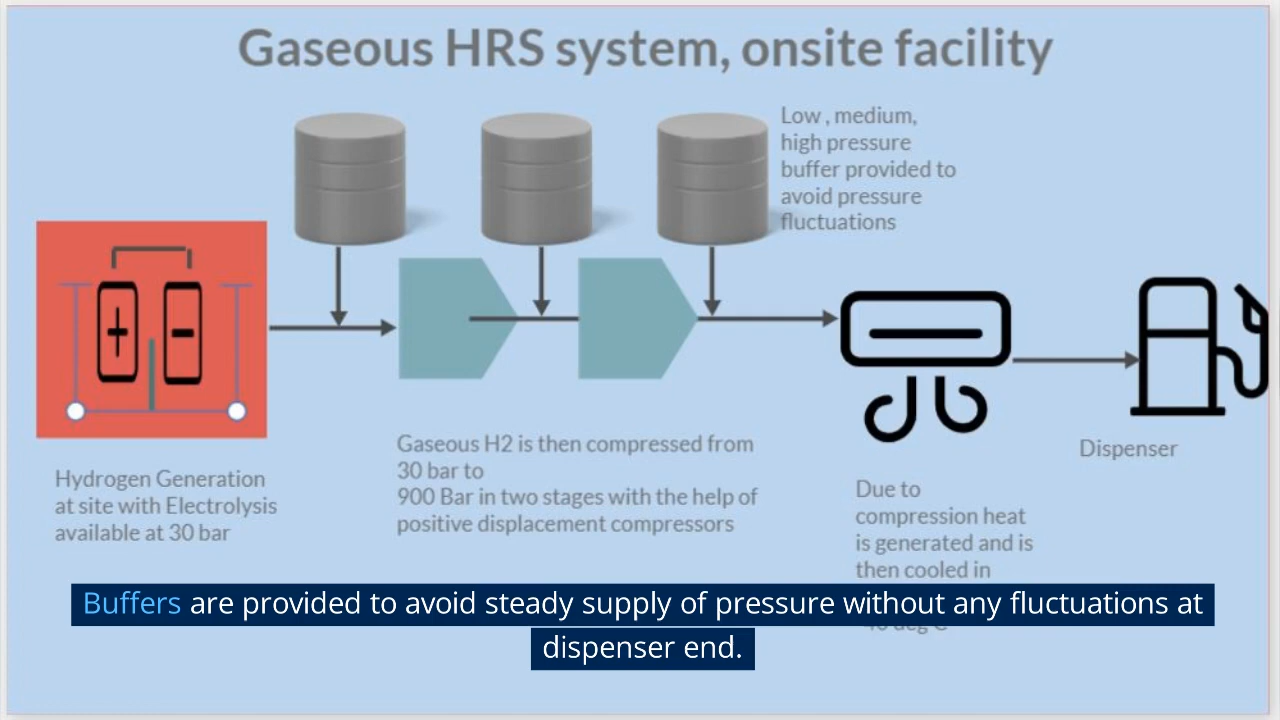 Gaseous HRS system, onsite facility
Low , medium,
high pressure
buffer provided to
avoid pressure
fluctuations
Hydrogen Generation
at site with Electrolysis
available at 30 bar
Gaseous H2 is then compressed from
30 bar to
900 Bar in two stages with the help of
positive displacement compressors
Due to
compression heat
is generated and is
then cooled in
Dispenser
Buffers are provided to avoid steady supply of pressure without any fluctuations at
dispenser end.